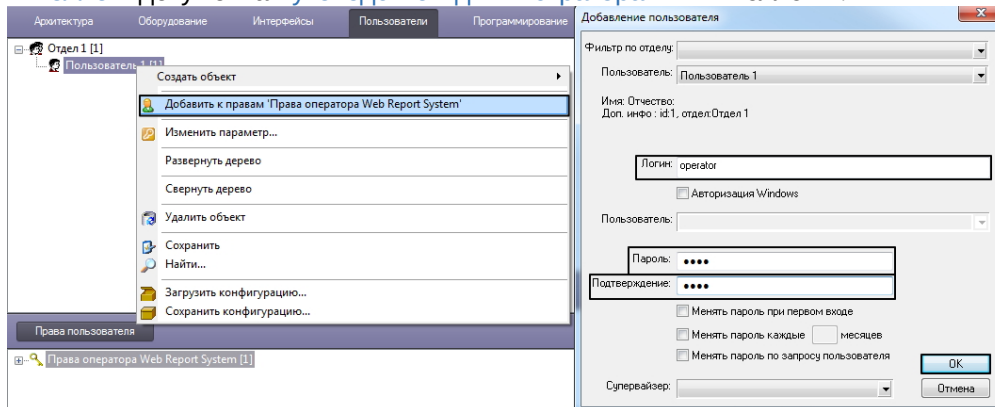 Архитектура Оборудование Интерфейсы Пользователи Программирование
Отдел 1 [1]
Пользователь 1 [1]
Создать объект
Добавить к правам 'Права оператора Web Report System'
Изменить параметр...
Развернуть дерево
Свернуть дерево
Удалить объект
Сохранить
Найти...
Загрузить конфигурацию...
Сохранить конфигурацию...
Права пользователя
Права оператора Web Report System [1]
Добавление пользователя
Фильтр по отделу:
Пользователь: Пользователь 1
Имя: Отчество:
Доп. инфо : id:1, отдел:Отдел 1
Логин: operator
Авторизация Windows
Пользователь:
Пароль: ••••
Подтверждение: ••••
Менять пароль при первом входе
Менять пароль каждые месяцев
Менять пароль по запросу пользователя
OK
Супервайзер:
Отмена